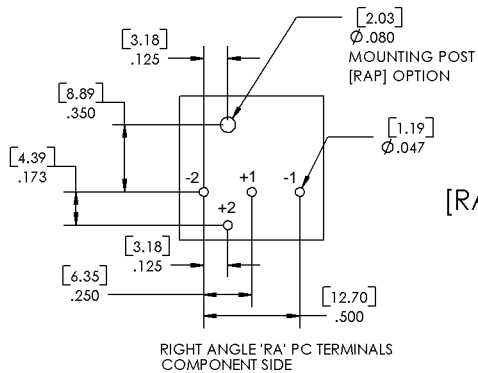 [2.03]
[3.18]
Ø.080
.125
MOUNTING POST
[RAP] OPTION
[8.89]
.350
[1.19]
Ø.047
[4.39]
.173
-2
+1
-1
[RA
+2
[3.18]
.125
[6.35]
.250
[12.70]
.500
RIGHT ANGLE 'RA' PC TERMINALS
COMPONENT SIDE